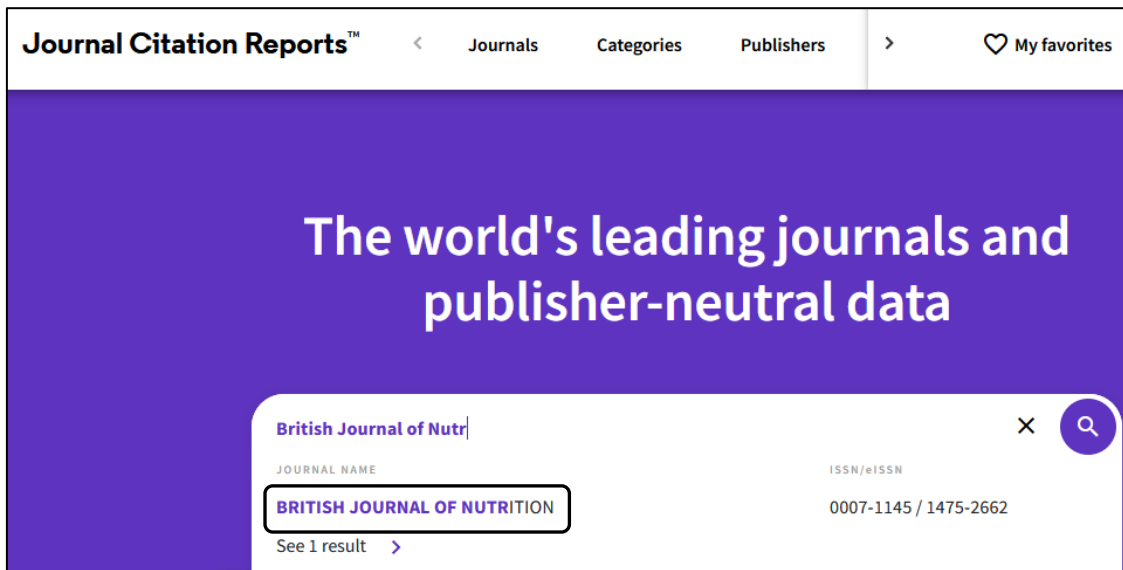 Journal Citation Reports™ < Journals Categories Publishers > My favorites
The world's leading journals and
publisher-neutral data
British Journal of Nutr
JOURNAL NAME ISSN/eISSN
BRITISH JOURNAL OF NUTRITION 0007-1145 / 1475-2662
See 1 result >